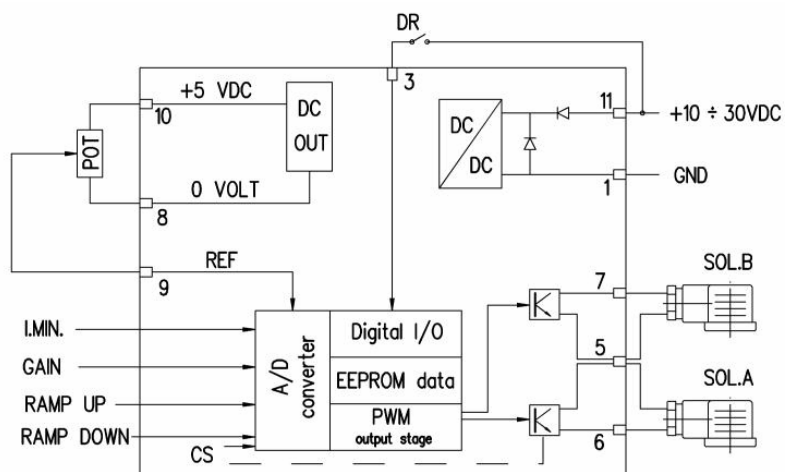 DR
3
+5 VDC
10
DC
OUT
POT
0 VOLT
8
DC
DC
11
+10 ÷ 30VDC
1
GND
REF
9
7
SOL.B
I.MIN.
GAIN
RAMP UP
RAMP DOWN
CS
A/D
converter
Digital I/O
EEPROM data
PWM
output stage
5
SOL.A
6